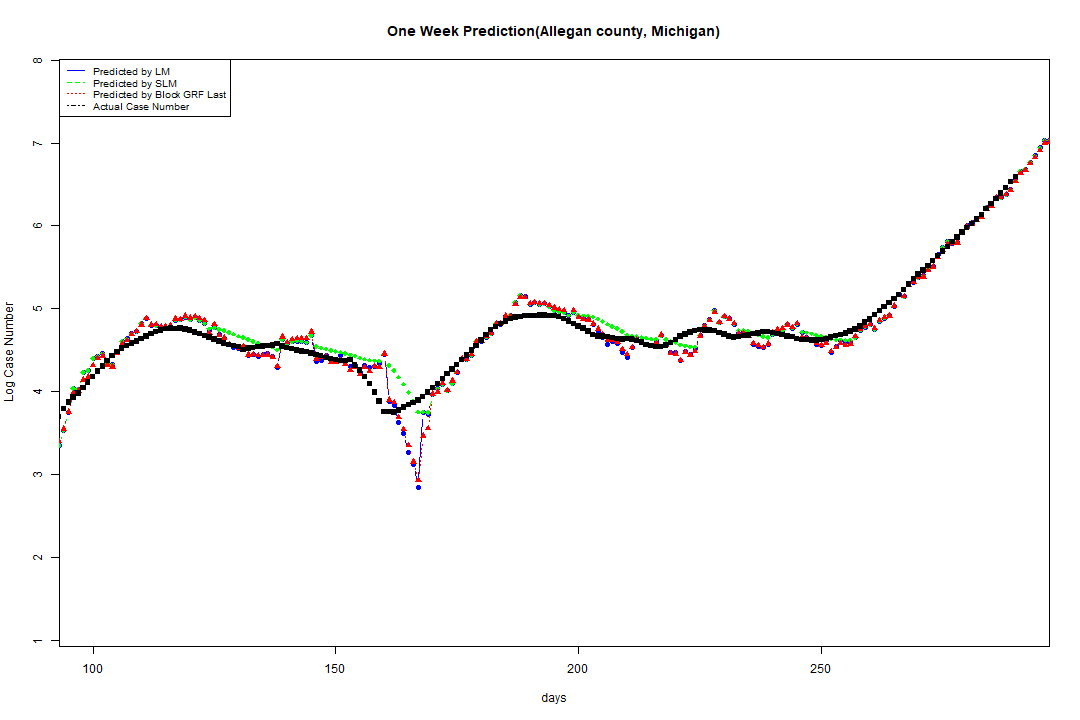 One Week Prediction(Allegan county, Michigan)
Predicted by LM
Predicted by SLM
Predicted by Block GRF Last
Actual Case Number
Log Case Number
8
7
6
5
4
3
2
1
100 150 200 250
days